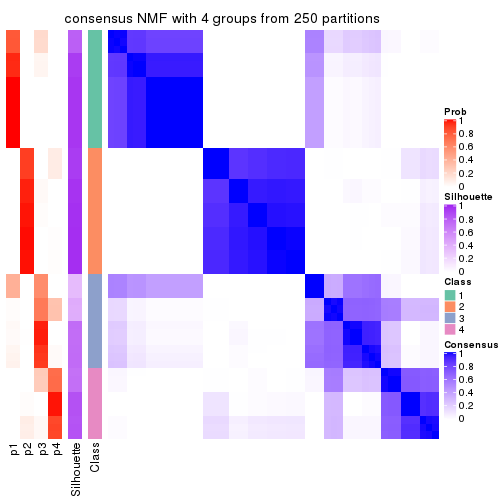 consensus NMF with 4 groups from 250 partitions
Prob
1
0.8
0.6
0.4
0.2
0
Silhouette
1
0.8
0.6
0.4
0.2
0
Class
1
2
3
4
Consensus
1
0.8
0.6
0.4
0.2
0
p1
p2
p3
p4
Silhouette
Class